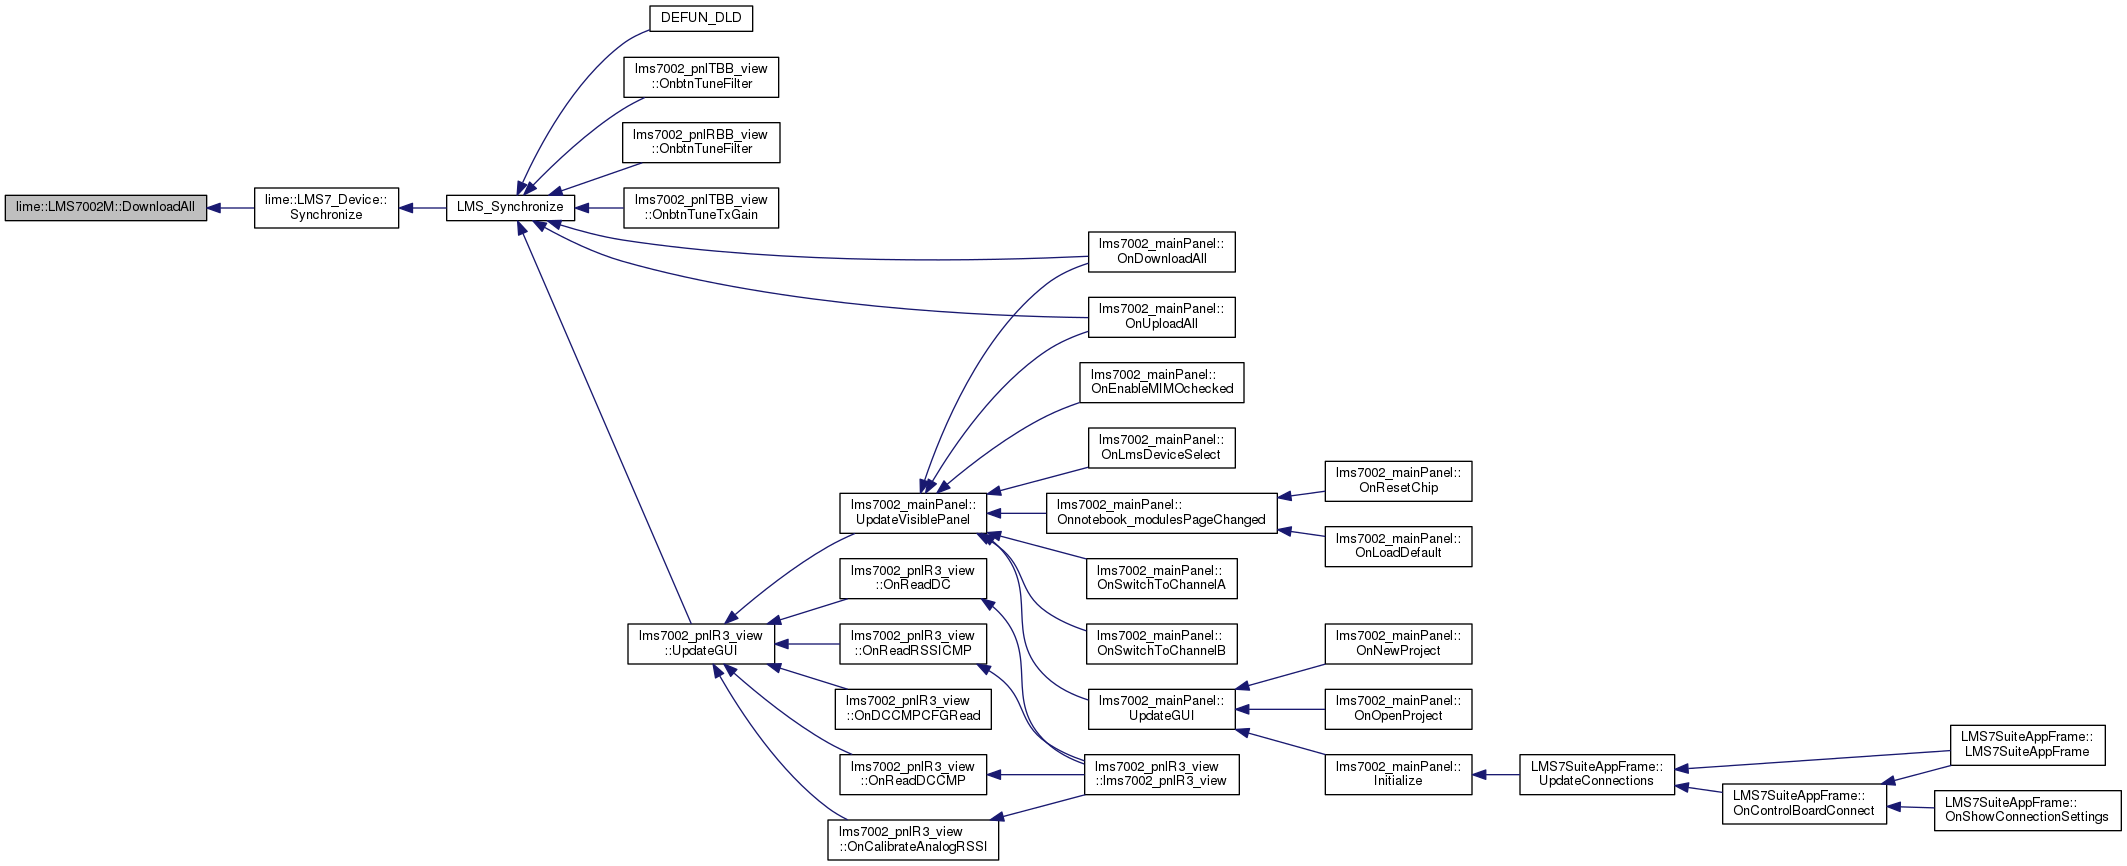 DEFUN_DLD
lms7002_pnlTBB_view
::OnbtnTuneFilter
lms7002_pnlRBB_view
::OnbtnTuneFilter
lime::LMS7002M::DownloadAll
lime::LMS7_Device::
Synchronize
LMS_Synchronize
lms7002_pnlTBB_view
::OnbtnTuneTxGain
lms7002_mainPanel::
OnDownloadAll
lms7002_mainPanel::
OnUploadAll
lms7002_mainPanel::
OnEnableMIMOchecked
lms7002_mainPanel::
OnLmsDeviceSelect
lms7002_mainPanel::
OnResetChip
lms7002_mainPanel::
UpdateVisiblePanel
lms7002_mainPanel::
Onnotebook_modulesPageChanged
lms7002_mainPanel::
OnLoadDefault
lms7002_pnlR3_view
::OnReadDC
lms7002_mainPanel::
OnSwitchToChannelA
lms7002_pnlR3_view
::UpdateGUI
lms7002_pnlR3_view
::OnReadRSSICMP
lms7002_mainPanel::
OnSwitchToChannelB
lms7002_mainPanel::
OnNewProject
lms7002_pnlR3_view
::OnDCCMPCFGRead
lms7002_mainPanel::
UpdateGUI
lms7002_mainPanel::
OnOpenProject
lms7002_pnlR3_view
::OnReadDCCMP
lms7002_pnlR3_view
::lms7002_pnlR3_view
lms7002_mainPanel::
Initialize
LMS7SuiteAppFrame::
UpdateConnections
LMS7SuiteAppFrame::
LMS7SuiteAppFrame
LMS7SuiteAppFrame::
OnControlBoardConnect
LMS7SuiteAppFrame::
OnShowConnectionSettings
lms7002_pnlR3_view
::OnCalibrateAnalogRSSI